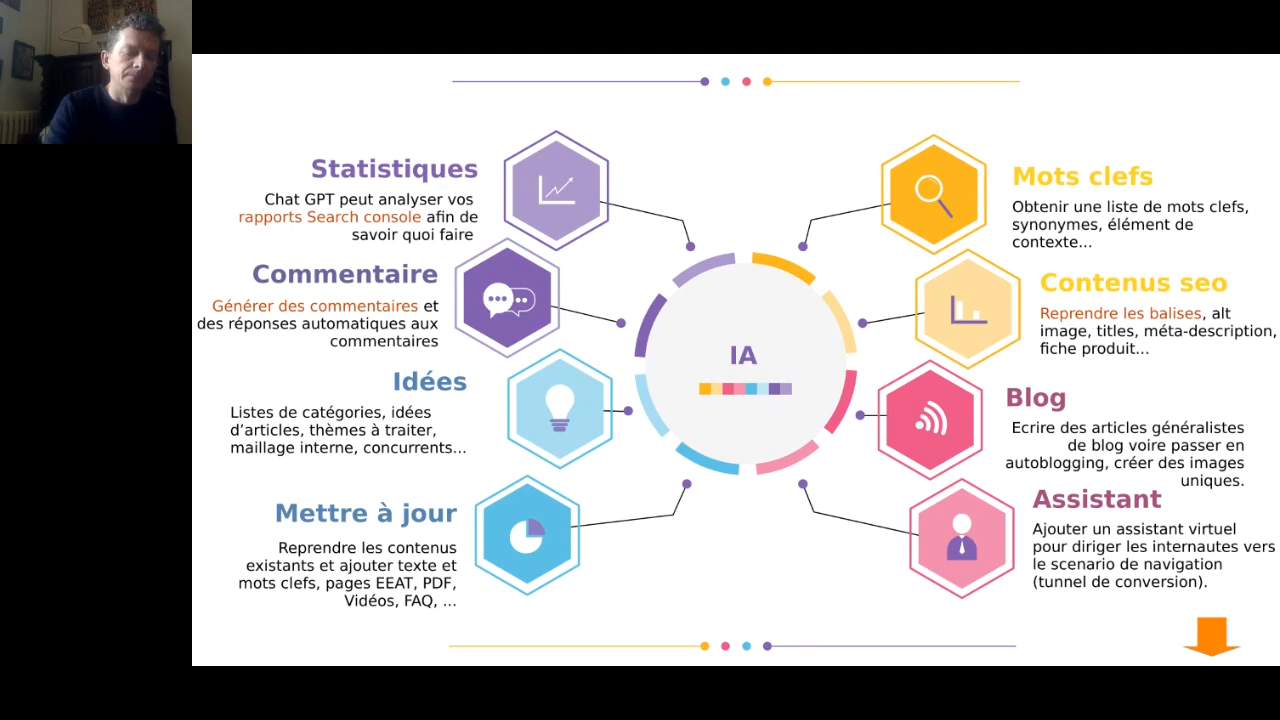 Statistiques
Chat GPT peut analyser vos
rapports Search console afin de
savoir quoi faire
Commentaire
Générer des commentaires et
des réponses automatiques aux
commentaires
Idées
Listes de catégories, idées
d’articles, thèmes à traiter,
maillage interne, concurrents...
Mettre à jour
Reprendre les contenus
existants et ajouter texte et
mots clefs, pages EEAT, PDF,
Vidéos, FAQ, ...
IA
Mots clefs
Obtenir une liste de mots clefs,
synonymes, élément de
contexte...
Contenus seo
Reprendre les balises, alt
image, titles, méta-description,
fiche produit...
Blog
Ecrire des articles généralistes
de blog voire passer en
autoblogging, créer des images
uniques.
Assistant
Ajouter un assistant virtuel
pour diriger les internautes vers
le scenario de navigation
(tunnel de conversion).